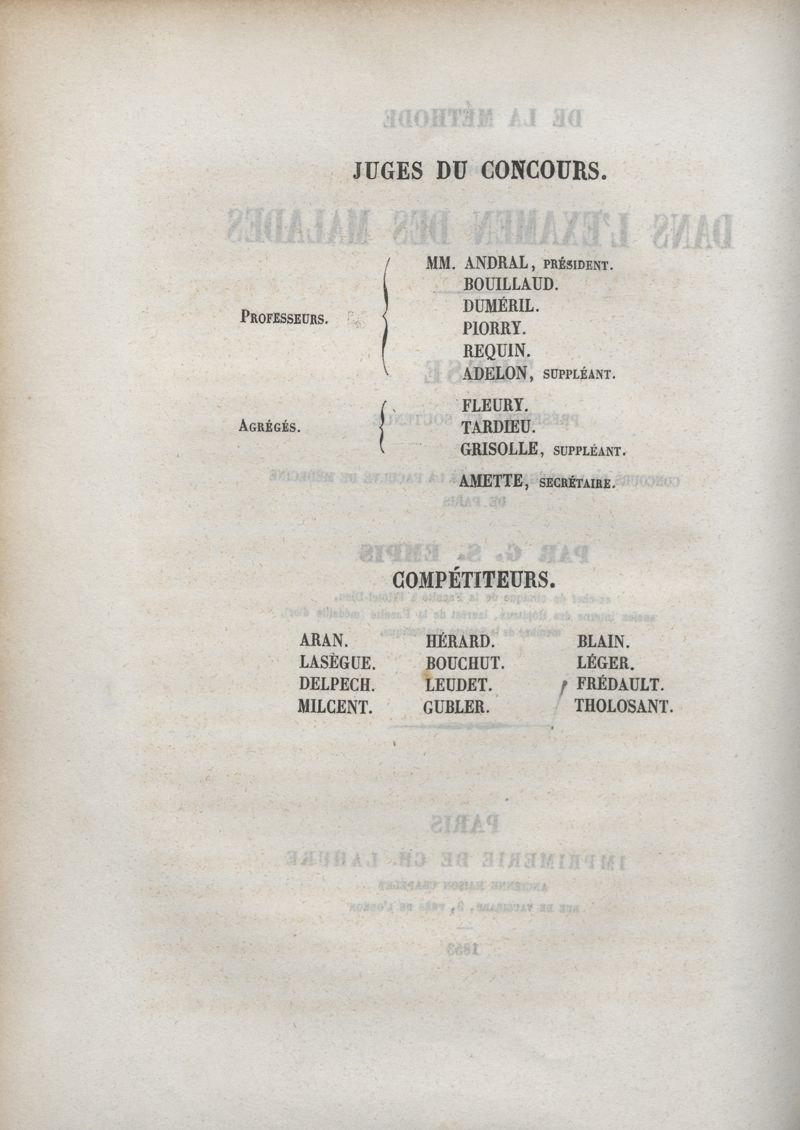 JUGES DU CONCOURS.
PROFESSEURS.
MM. ANDRAL, PRÉSIDENT.
BOUILLAUD.
DUMÉRIL.
PIORRY.
REQUIN.
ADELON, SUPPLÉANT.
AGRÉGÉS.
FLEURY.
TARDIEU.
GRISOLLE, SUPPLÉANT.
AMETTE, SECRÉTAIRE.
COMPÉTITEURS.
ARAN. HÉRARD. BLAIN.
LASÈGUE. BOUCHUT. LÉGER.
DELPECH. LEUDET. FRÉDAULT.
MILCENT. GUBLER. THOLOSANT.